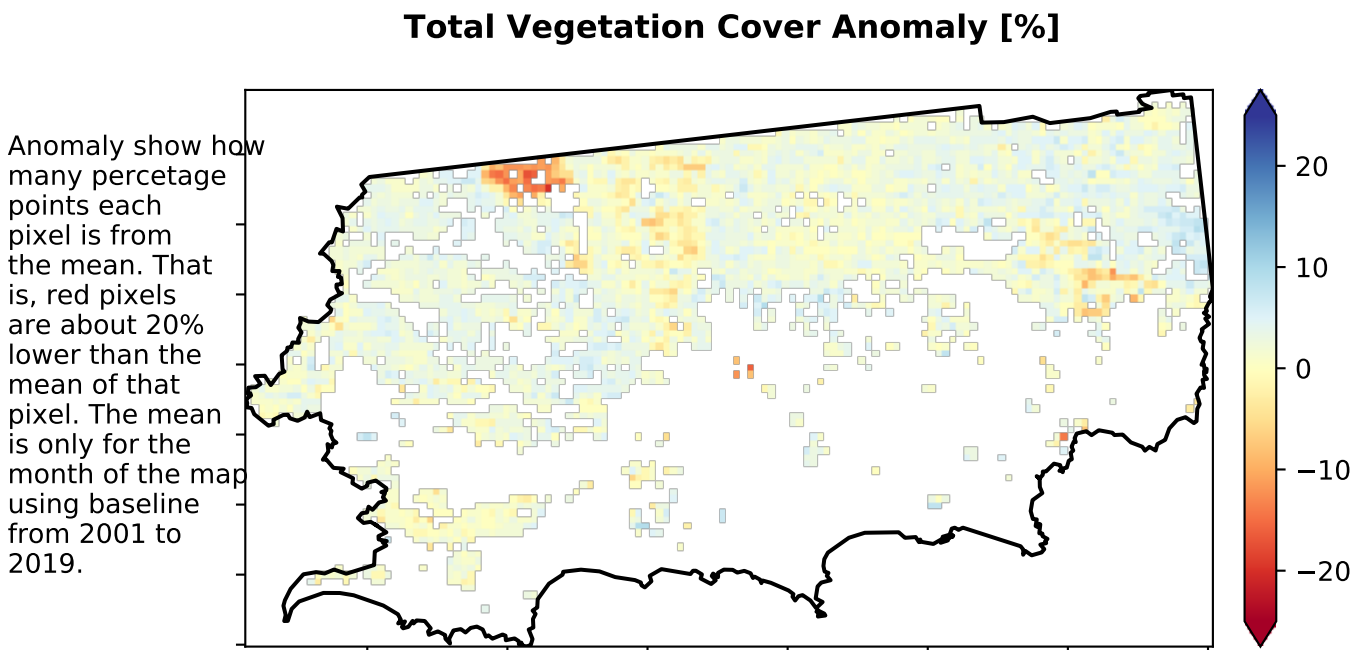 Total Vegetation Cover Anomaly [%]
Anomaly show how
many percetage
points each
pixel is from
the mean. That
is, red pixels
are about 20%
lower than the
mean of that
pixel. The mean
is only for the
month of the map
using baseline
from 2001 to
2019.
20
10
0
−10
−20